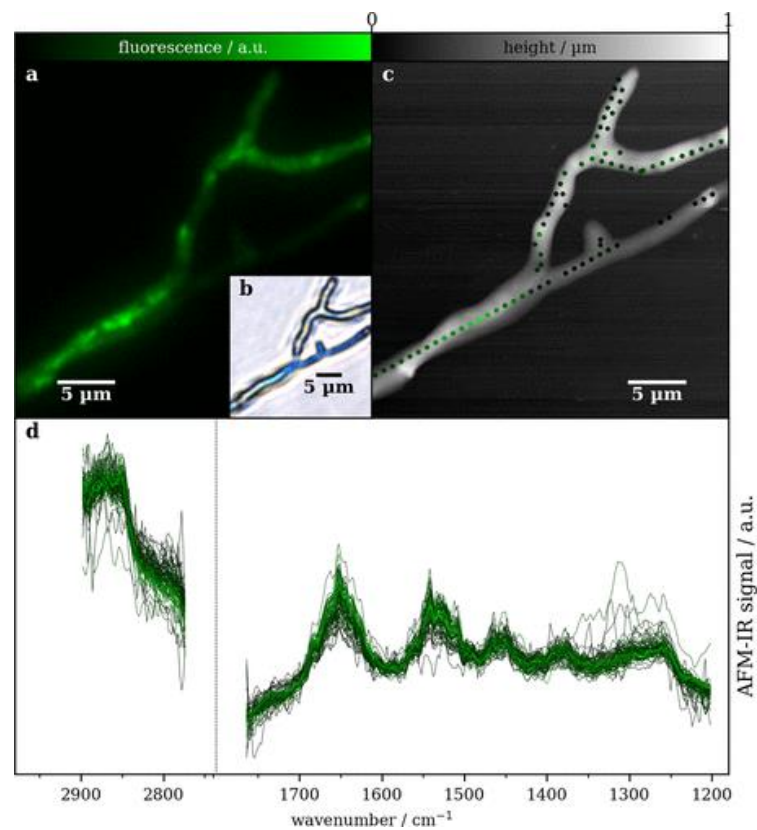 0 1
fluorescence / a.u. height / µm
a
c
b
5 µm
5 µm
5 µm
d
AFM-IR signal / a.u.
2900 2800 1700 1600 1500 1400 1300 1200
wavenumber / cm⁻¹